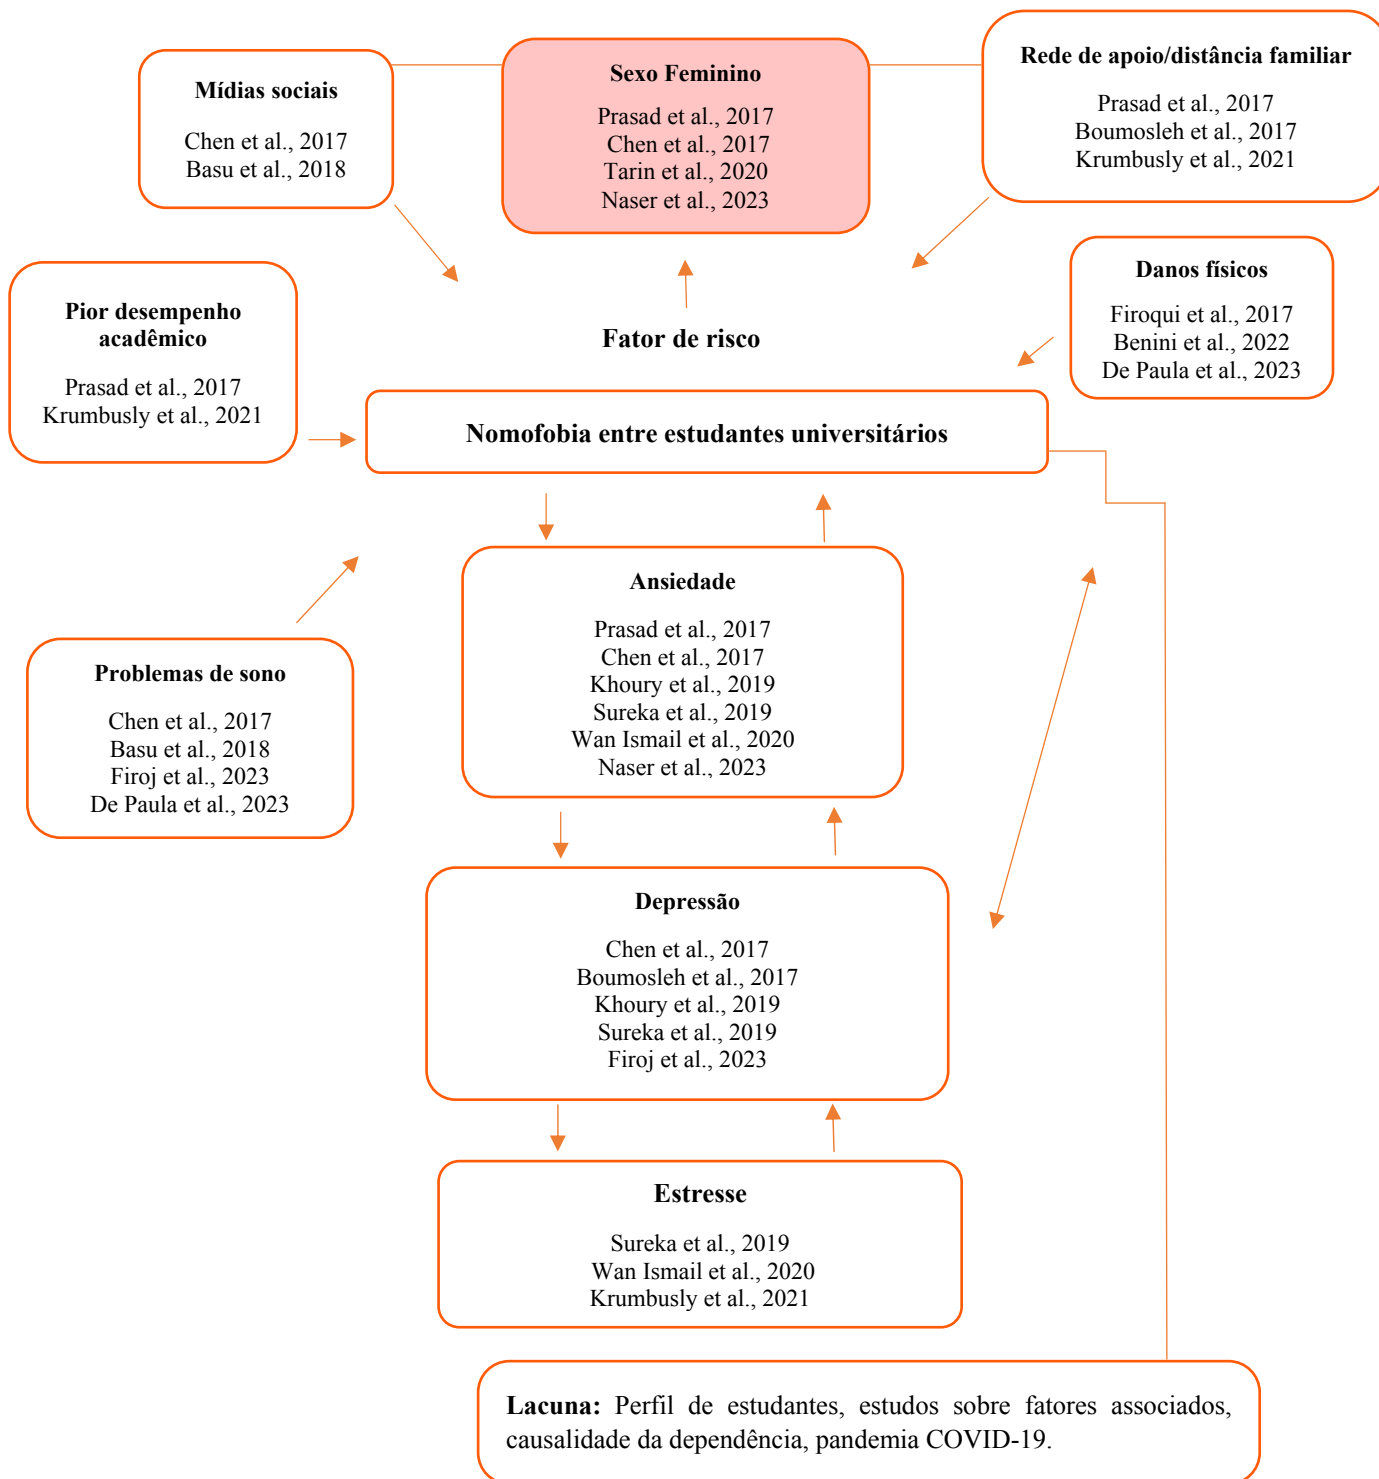 Mídias sociais
Chen et al., 2017
Basu et al., 2018
Sexo Feminino
Prasad et al., 2017
Chen et al., 2017
Tarin et al., 2020
Naser et al., 2023
Rede de apoio/distância familiar
Prasad et al., 2017
Boumosleh et al., 2017
Krumbusly et al., 2021
Pior desempenho
acadêmico
Prasad et al., 2017
Krumbusly et al., 2021
Fator de risco
Danos físicos
Firoqui et al., 2017
Benini et al., 2022
De Paula et al., 2023
Nomofobia entre estudantes universitários
Ansiedade
Prasad et al., 2017
Chen et al., 2017
Khoury et al., 2019
Sureka et al., 2019
Wan Ismail et al., 2020
Naser et al., 2023
Problemas de sono
Chen et al., 2017
Basu et al., 2018
Firoj et al., 2023
De Paula et al., 2023
Depressão
Chen et al., 2017
Boumosleh et al., 2017
Khoury et al., 2019
Sureka et al., 2019
Firoj et al., 2023
Estresse
Sureka et al., 2019
Wan Ismail et al., 2020
Krumbusly et al., 2021
Lacuna: Perfil de estudantes, estudos sobre fatores associados,
causalidade da dependência, pandemia COVID-19.